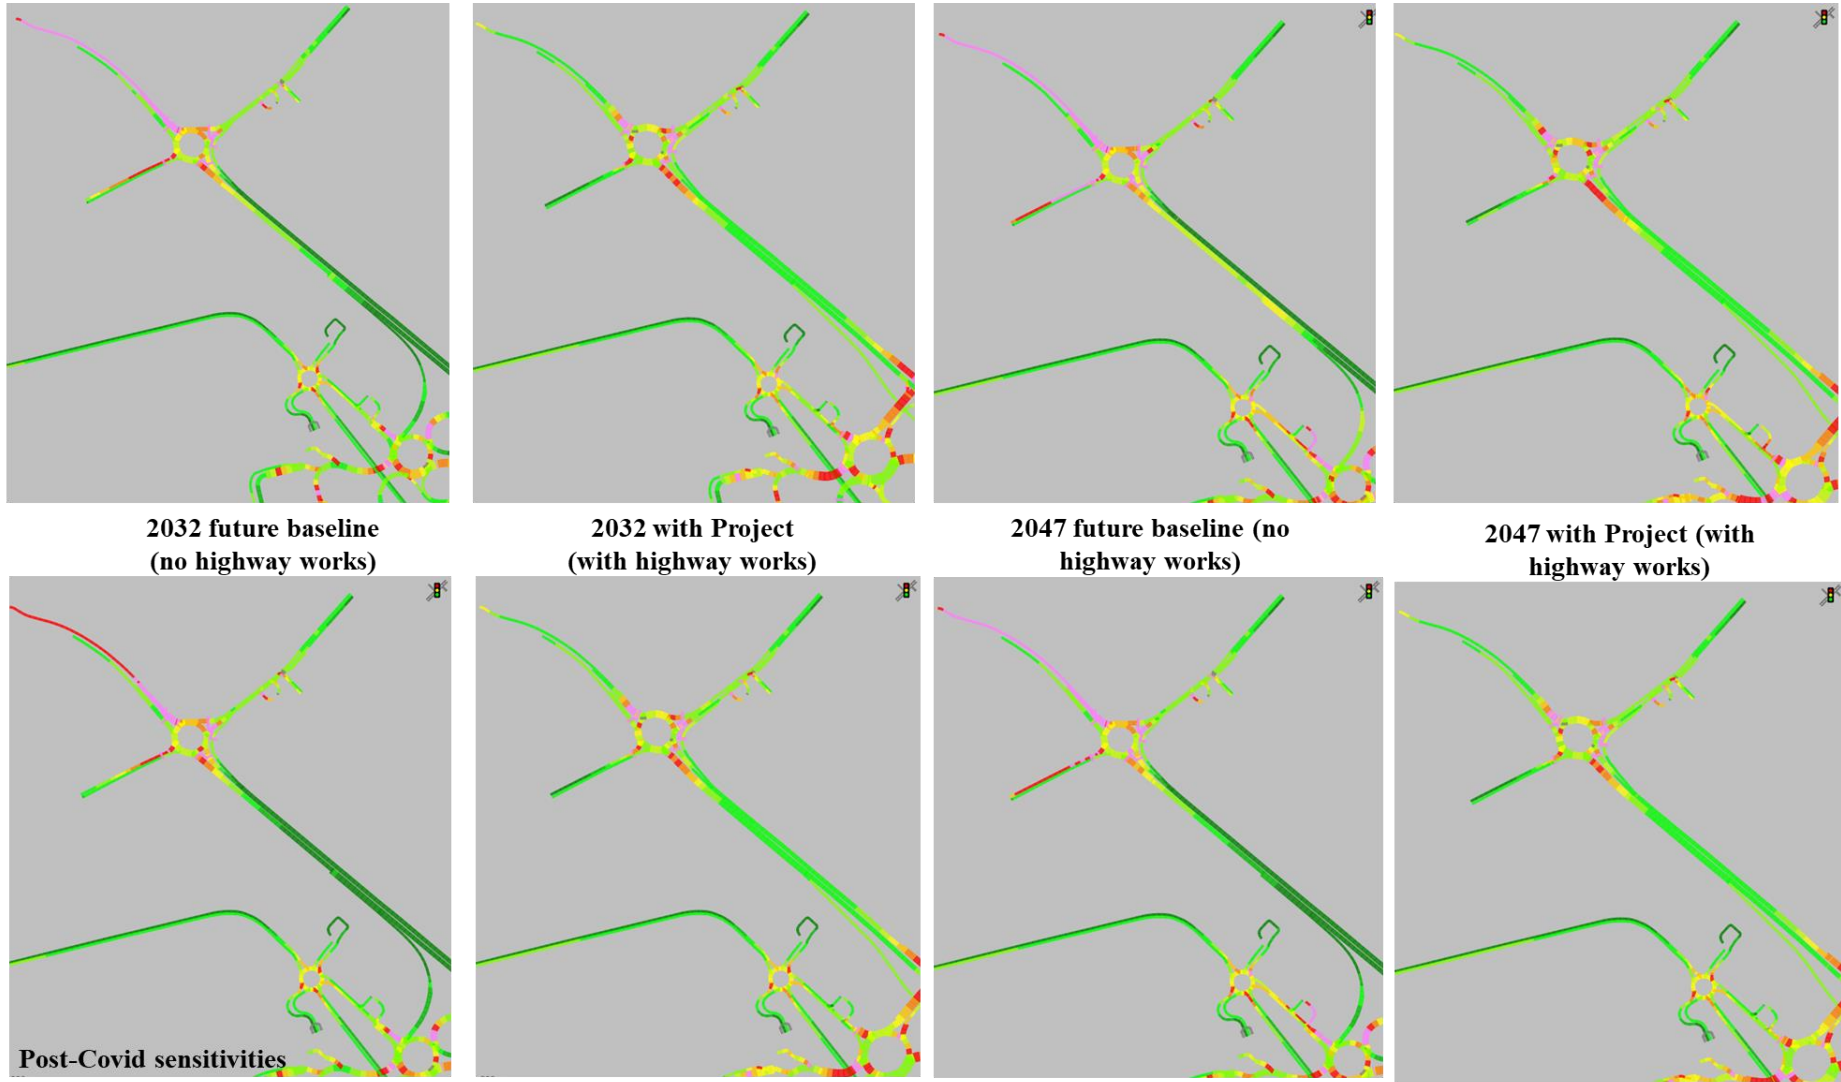 2032 future baseline
(no highway works)
2032 with Project
(with highway works)
2047 future baseline (no
highway works)
2047 with Project (with
highway works)
Post-Covid sensitivities